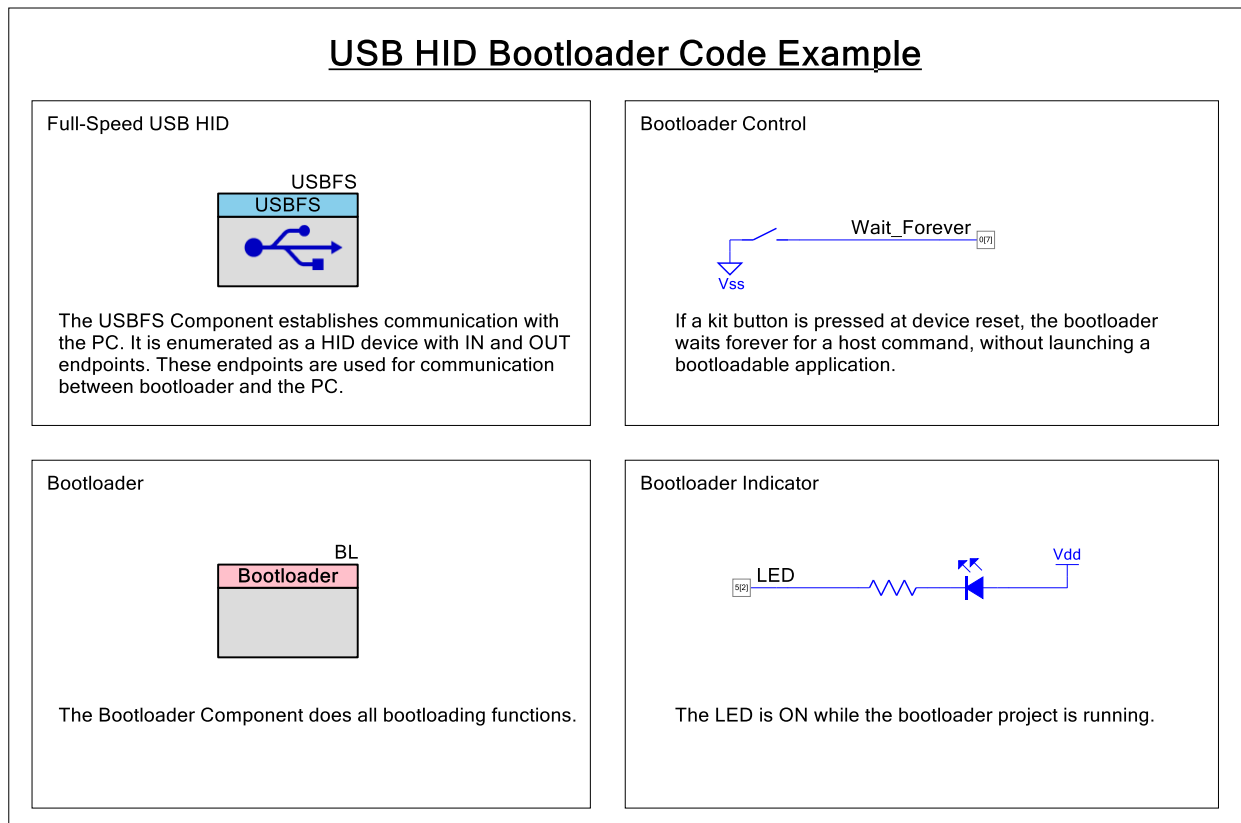 USB HID Bootloader Code Example
Full-Speed USB HID
USBFS
USBFS
The USBFS Component establishes communication with
the PC. It is enumerated as a HID device with IN and OUT
endpoints. These endpoints are used for communication
between bootloader and the PC.
Bootloader Control
Wait_Forever
0[7]
Vss
If a kit button is pressed at device reset, the bootloader
waits forever for a host command, without launching a
bootloadable application.
Bootloader
BL
Bootloader
The Bootloader Component does all bootloading functions.
Bootloader Indicator
Vdd
LED
5[2]
The LED is ON while the bootloader project is running.